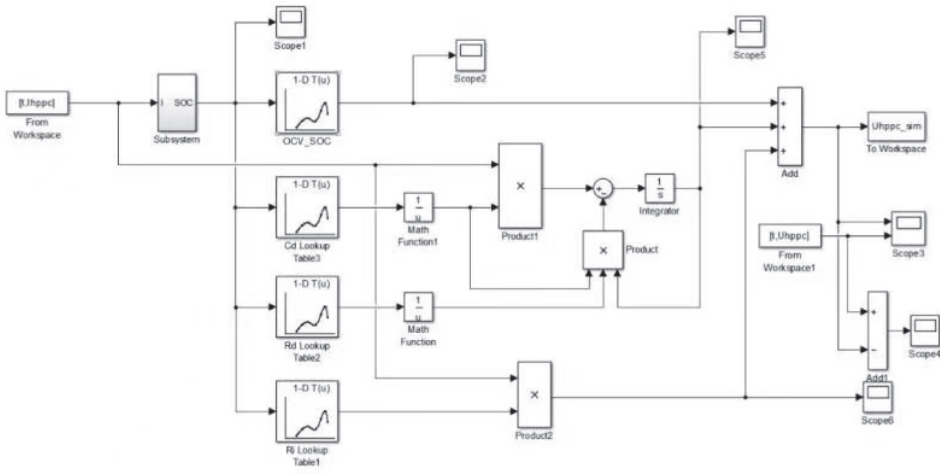 Scope1
Scope5
Scope2
1-D T(u)
[t,Ihppc]
I SOC
From
Workspace
Subsystem
OCV_SOC
+
+
+
Add
Uhppc_sim
To Workspace
1-D T(u)
1
u
Math
Function1
×
Product1
+
-
1
s
Integrator
Cd Lookup
Table3
×
Product
[t,Uhppc]
From
Workspace1
Scope3
1-D T(u)
1
u
Math
Function
Rd Lookup
Table2
+
-
Add1
Scope4
1-D T(u)
×
Product2
Scope6
Ri Lookup
Table1